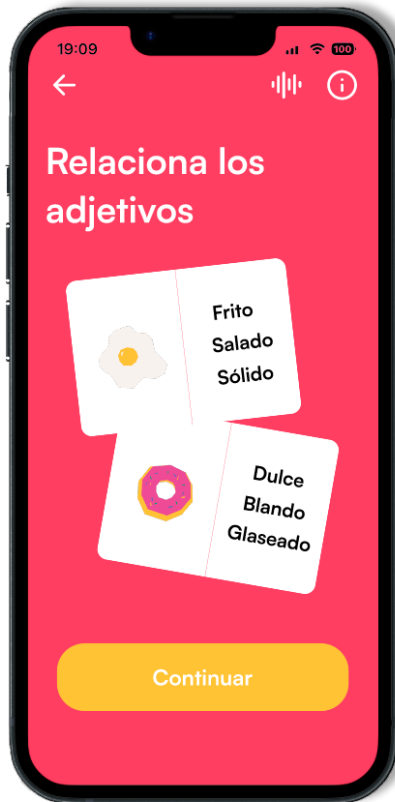 19:09
100
Relaciona los
adjetivos
Frito
Salado
Sólido
Dulce
Blando
Glaseado
Continuar